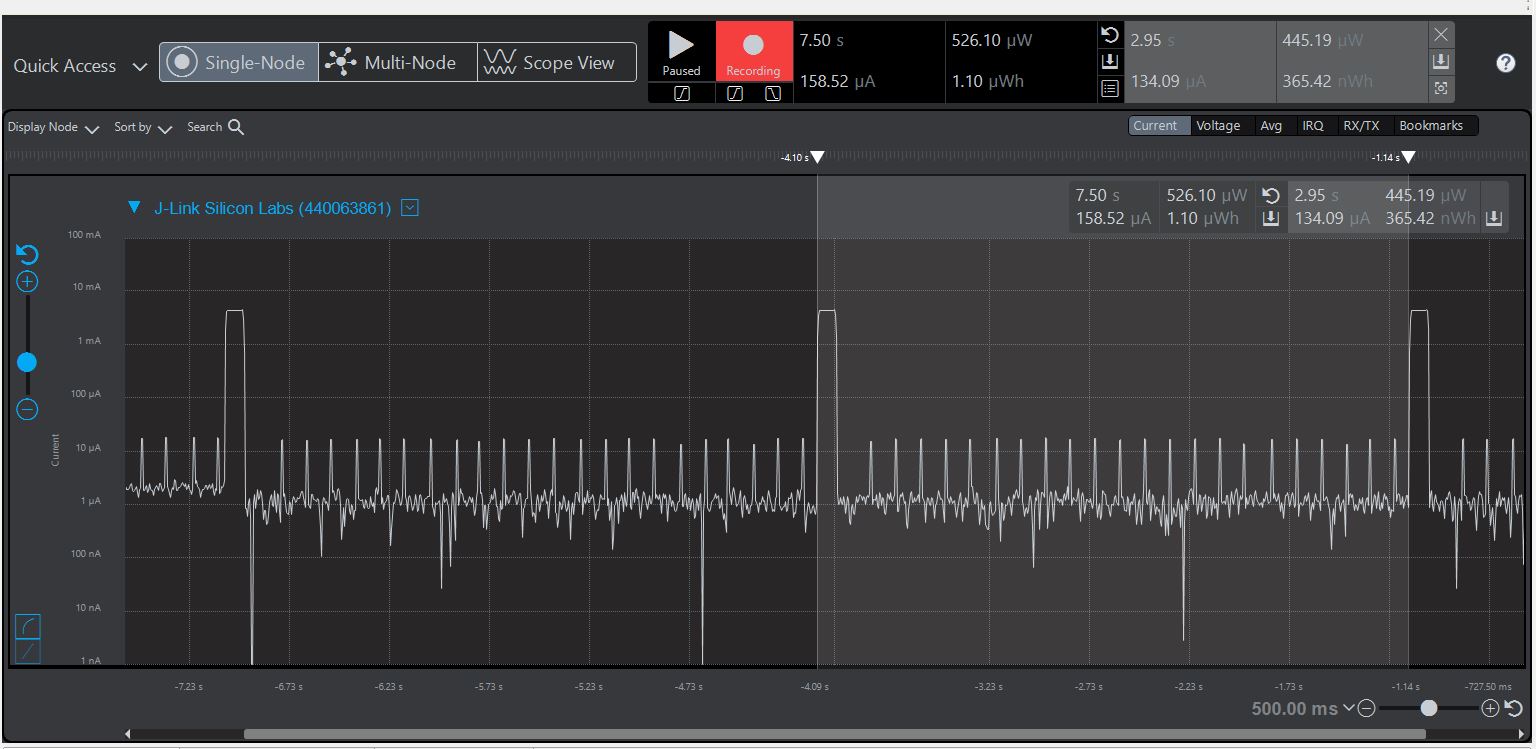 Quick Access
Single-Node
Multi-Node
Scope View
Paused
Recording
7.50 s
158.52 µA
526.10 µW
1.10 µWh
2.95 s
134.09 µA
445.19 µW
365.42 nWh
Display Node
Sort by
Search
Current
Voltage
Avg
IRQ
RX/TX
Bookmarks
-4.10 s
-1.14 s
J-Link Silicon Labs (440063861)
7.50 s 526.10 µW 2.95 s 445.19 µW
158.52 µA 1.10 µWh 134.09 µA 365.42 nWh
100 mA
10 mA
1 mA
100 µA
10 µA
1 µA
100 nA
10 nA
1 nA
Current
-7.23 s -6.73 s -6.23 s -5.73 s -5.23 s -4.73 s -4.09 s -3.23 s -2.73 s -2.23 s -1.73 s -1.14 s -727.50 ms
500.00 ms